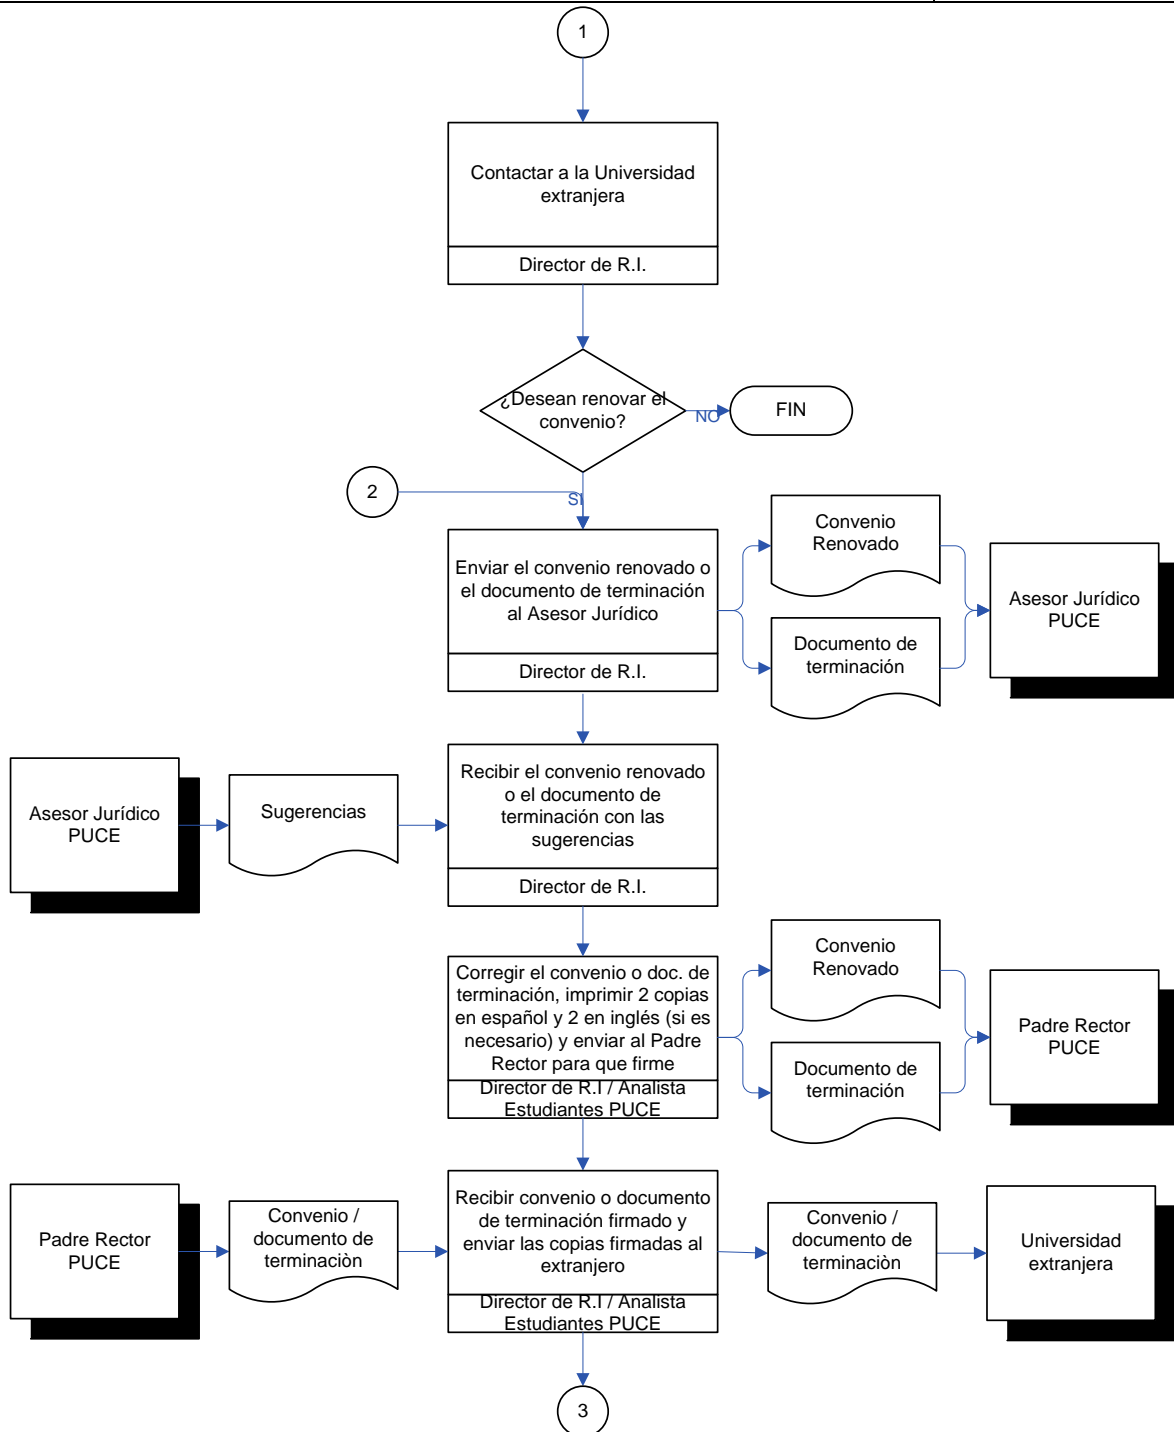 1
Contactar a la Universidad
extranjera
Director de R.I.
¿Desean renovar el
convenio?
NO
FIN
2
SI
Enviar el convenio renovado o
el documento de terminación
al Asesor Jurídico
Director de R.I.
Convenio
Renovado
Documento de
terminación
Asesor Jurídico
PUCE
Asesor Jurídico
PUCE
Sugerencias
Recibir el convenio renovado
o el documento de
terminación con las
sugerencias
Director de R.I.
Corregir el convenio o doc. de
terminación, imprimir 2 copias
en español y 2 en inglés (si es
necesario) y enviar al Padre
Rector para que firme
Director de R.I / Analista
Estudiantes PUCE
Convenio
Renovado
Documento de
terminación
Padre Rector
PUCE
Padre Rector
PUCE
Convenio /
documento de
terminaciòn
Recibir convenio o documento
de terminación firmado y
enviar las copias firmadas al
extranjero
Director de R.I / Analista
Estudiantes PUCE
Convenio /
documento de
terminaciòn
Universidad
extranjera
3